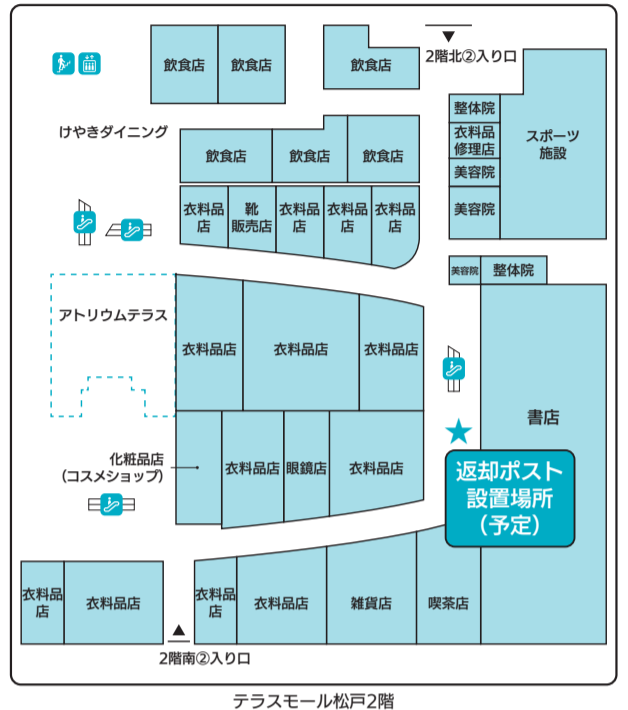 飲食店
飲食店
飲食店
2階北②入り口
けやきダイニング
飲食店
飲食店
飲食店
整体院
衣料品
修理店
美容院
美容院
スポーツ
施設
衣料品
店
靴
販売店
衣料品
店
衣料品
店
衣料品
店
美容院
整体院
アトリウムテラス
衣料品店
衣料品店
衣料品店
書店
化粧品店
(コスメショップ)
衣料品店
眼鏡店
衣料品店
返却ポスト
設置場所
(予定)
衣料品
店
衣料品店
衣料品
店
衣料品店
雑貨店
喫茶店
2階南②入り口
テラスモール松戸2階